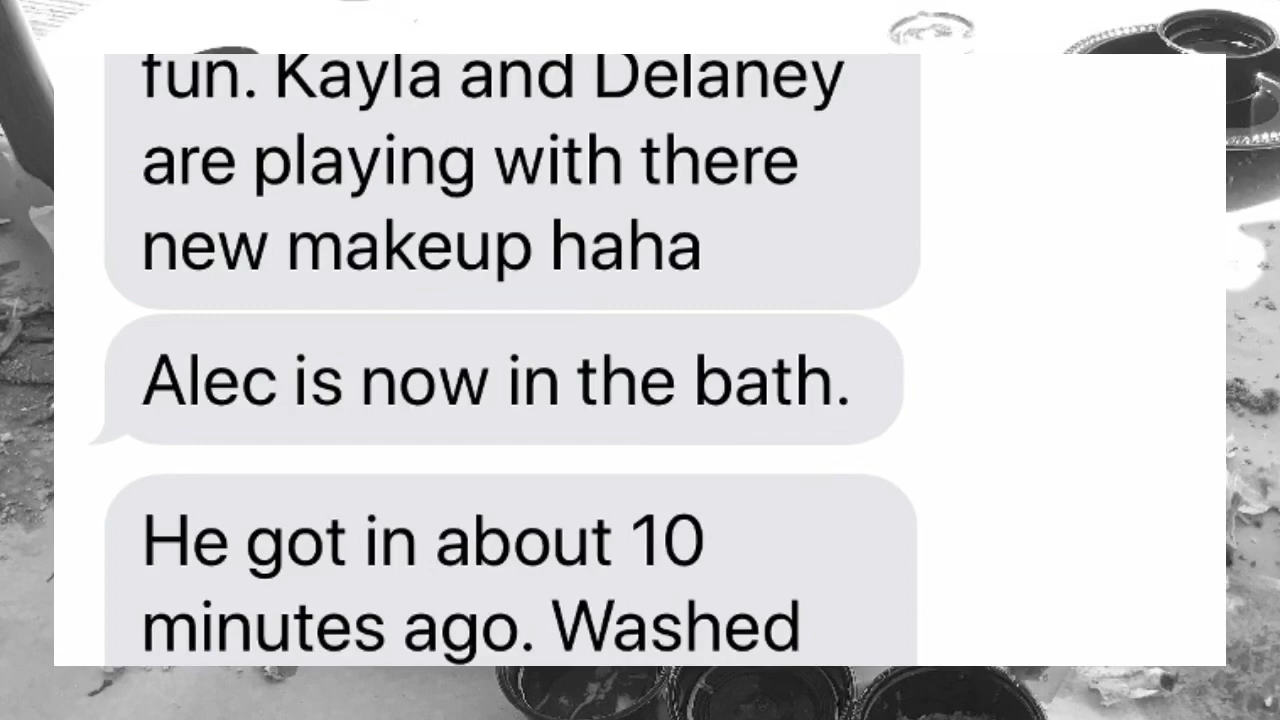 fun. Kayla and Delaney
are playing with there
new makeup haha
Alec is now in the bath.
He got in about 10
minutes ago. Washed